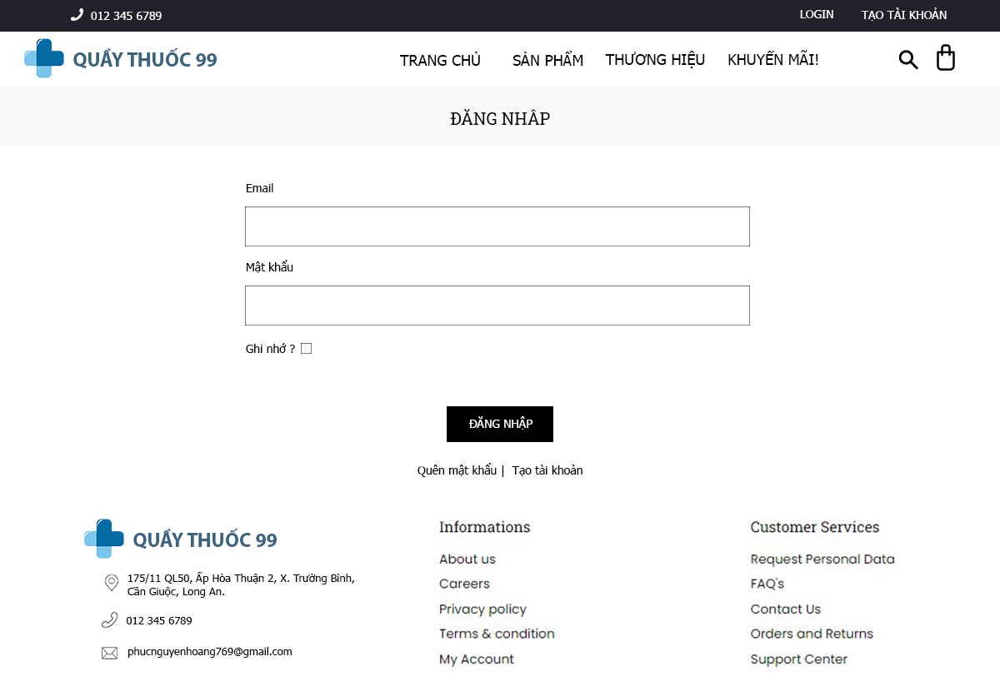 012 345 6789
LOGIN
TẠO TÀI KHOẢN
QUẦY THUỐC 99
TRANG CHỦ
SẢN PHẨM
THƯƠNG HIỆU
KHUYẾN MÃI!
ĐĂNG NHÂP
Email
Mật khẩu
Ghi nhớ ?
ĐĂNG NHẬP
Quên mật khẩu | Tạo tài khoản
QUẦY THUỐC 99
175/11 QL50, Ấp Hòa Thuận 2, X. Trường Bình,
Cần Giuộc, Long An.
012 345 6789
phucnguyenhoang769@gmail.com
Informations
About us
Careers
Privacy policy
Terms & condition
My Account
Customer Services
Request Personal Data
FAQ's
Contact Us
Orders and Returns
Support Center